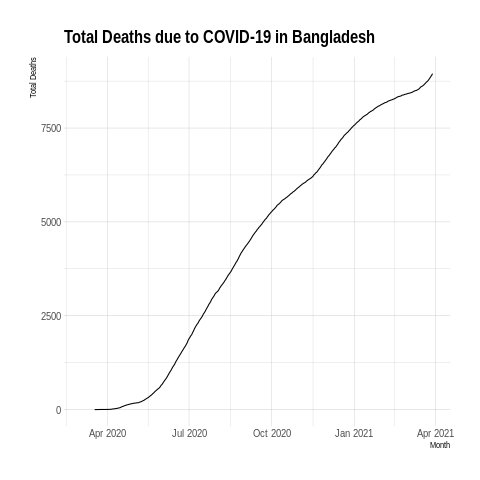 Total Deaths due to COVID-19 in Bangladesh
Total Deaths
7500
5000
2500
0
Apr 2020 Jul 2020 Oct 2020 Jan 2021 Apr 2021
Month